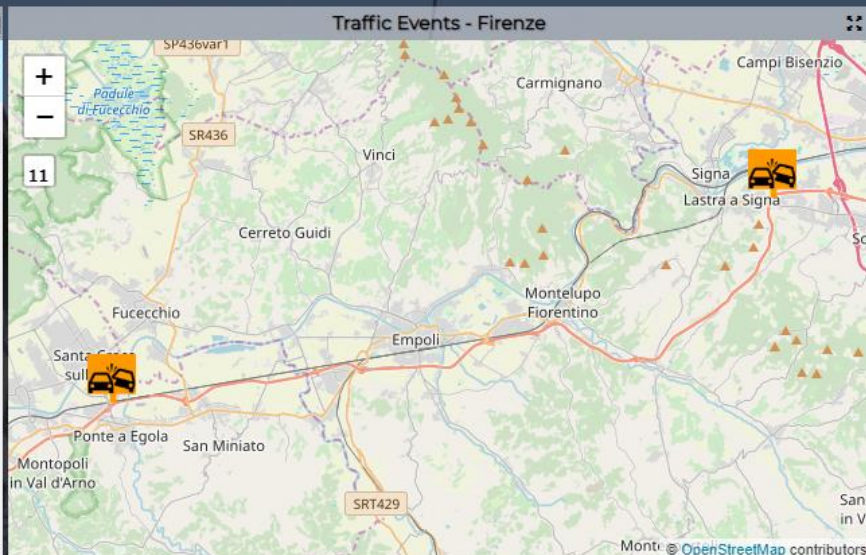 Traffic Events - Firenze
SP436var1
+
−
11
Padule
di Fucecchio
SR436
Carmignano
Campi Bisenzio
Vinci
Signa
Lastra a Signa
Cerreto Guidi
Fucecchio
Montelupo
Fiorentino
Empoli
Ponte a Egola
San Miniato
Montopoli
in Val d'Arno
SRT429
© OpenStreetMap contributors